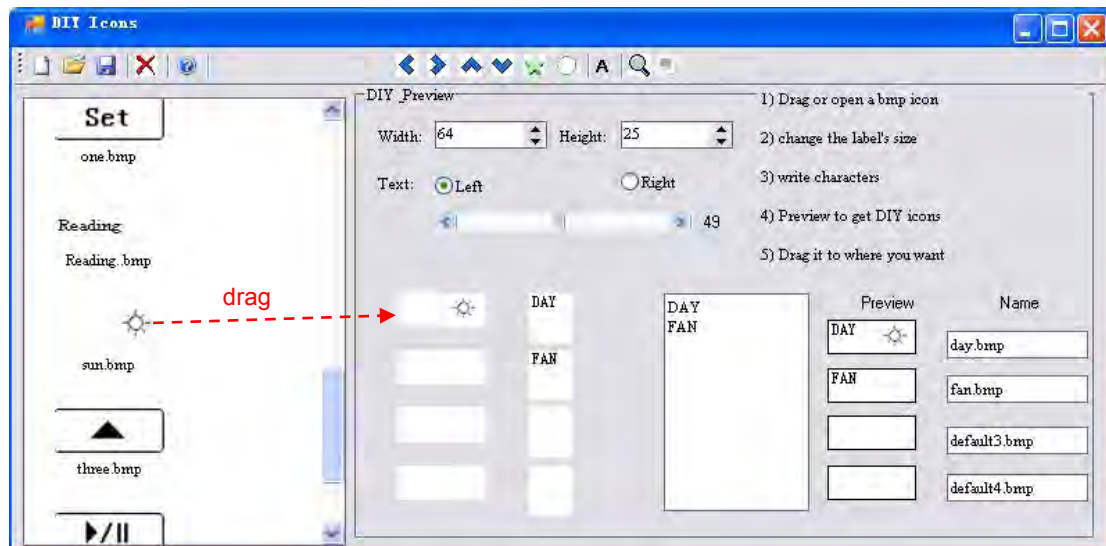 DIY Icons
A
Set
one.bmp
Reading
Reading..bmp
sun.bmp
three.bmp
drag
DIY_Preview
Width: 64 Height: 25
Text: Left Right
49
1) Drag or open a bmp icon
2) change the label's size
3) write characters
4) Preview to get DIY icons
5) Drag it to where you want
DAY
FAN
DAY
FAN
Preview Name
DAY day.bmp
FAN fan.bmp
default3.bmp
default4.bmp